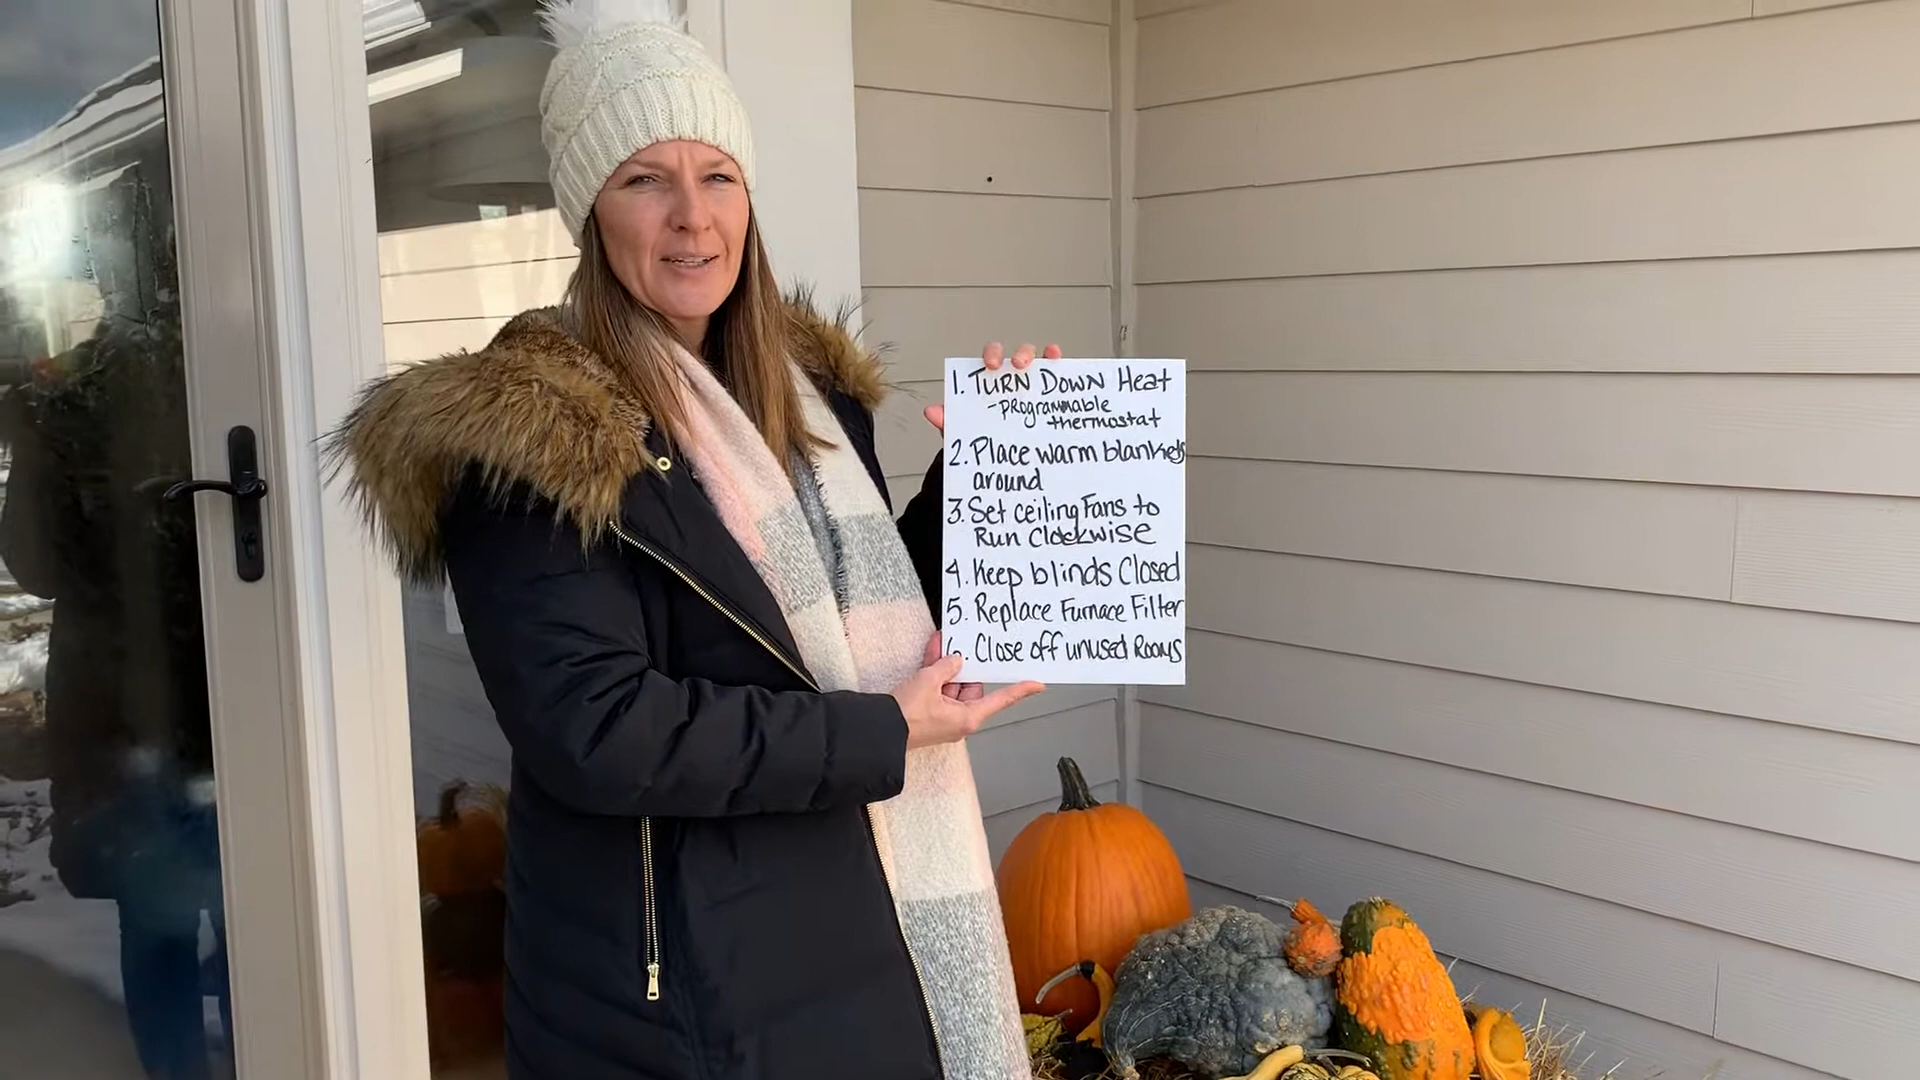 1. TURN DOWN Heat
-PROgrammable
thermostat
2. Place warm blankets
around
3. Set ceiling Fans to
Run Clockwise
4. Keep blinds Closed
5. Replace Furnace Filter
6. Close off unused Rooms